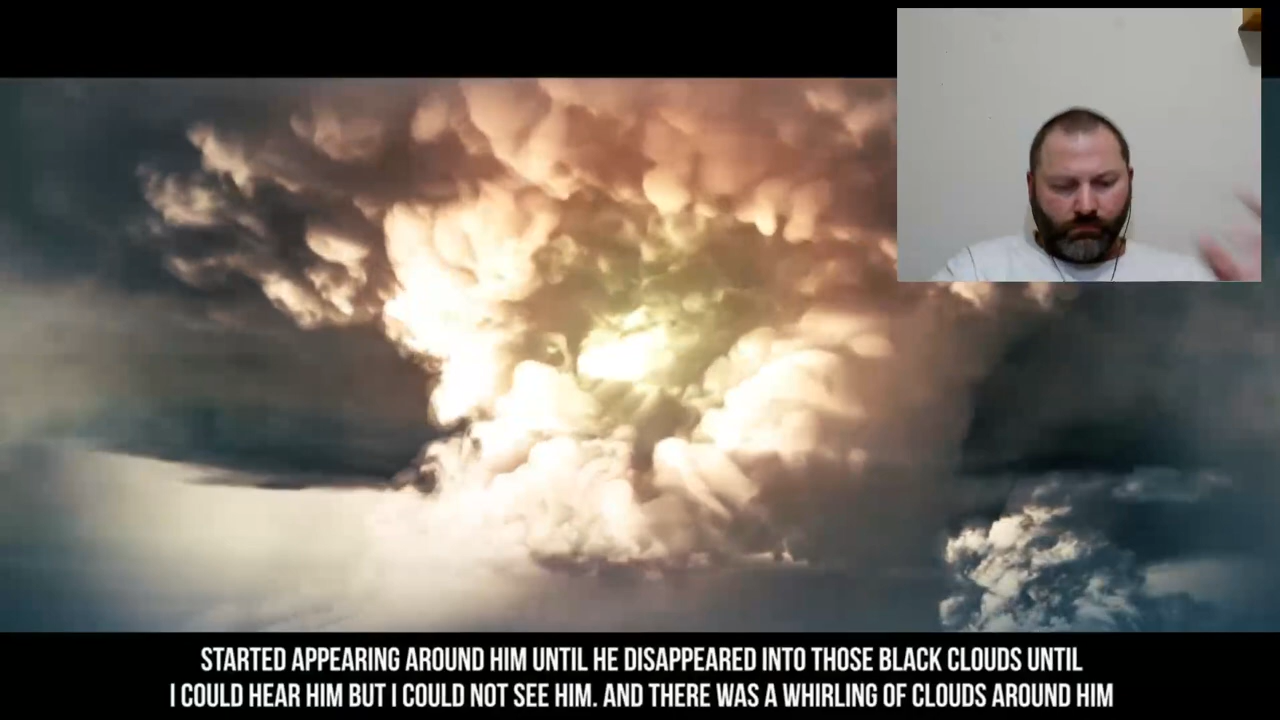 STARTED APPEARING AROUND HIM UNTIL HE DISAPPEARED INTO THOSE BLACK CLOUDS UNTIL
I COULD HEAR HIM BUT I COULD NOT SEE HIM. AND THERE WAS A WHIRLING OF CLOUDS AROUND HIM